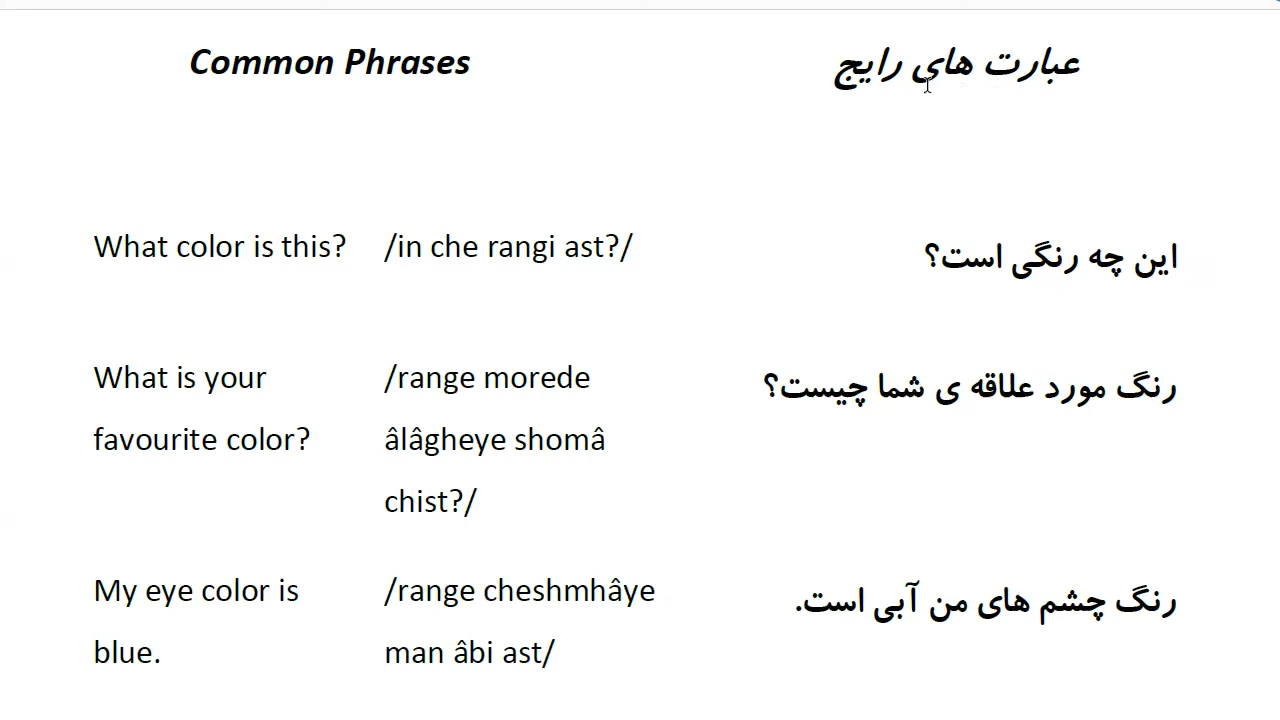 Common Phrases
عبارت های رایج
What color is this?
/in che rangi ast?/
این چه رنگی است؟
What is your
favourite color?
/range morede
âlâgheye shomâ
chist?/
رنگ مورد علاقه ی شما چیست؟
My eye color is
blue.
/range cheshmhâye
man âbi ast/
رنگ چشم های من آبی است.